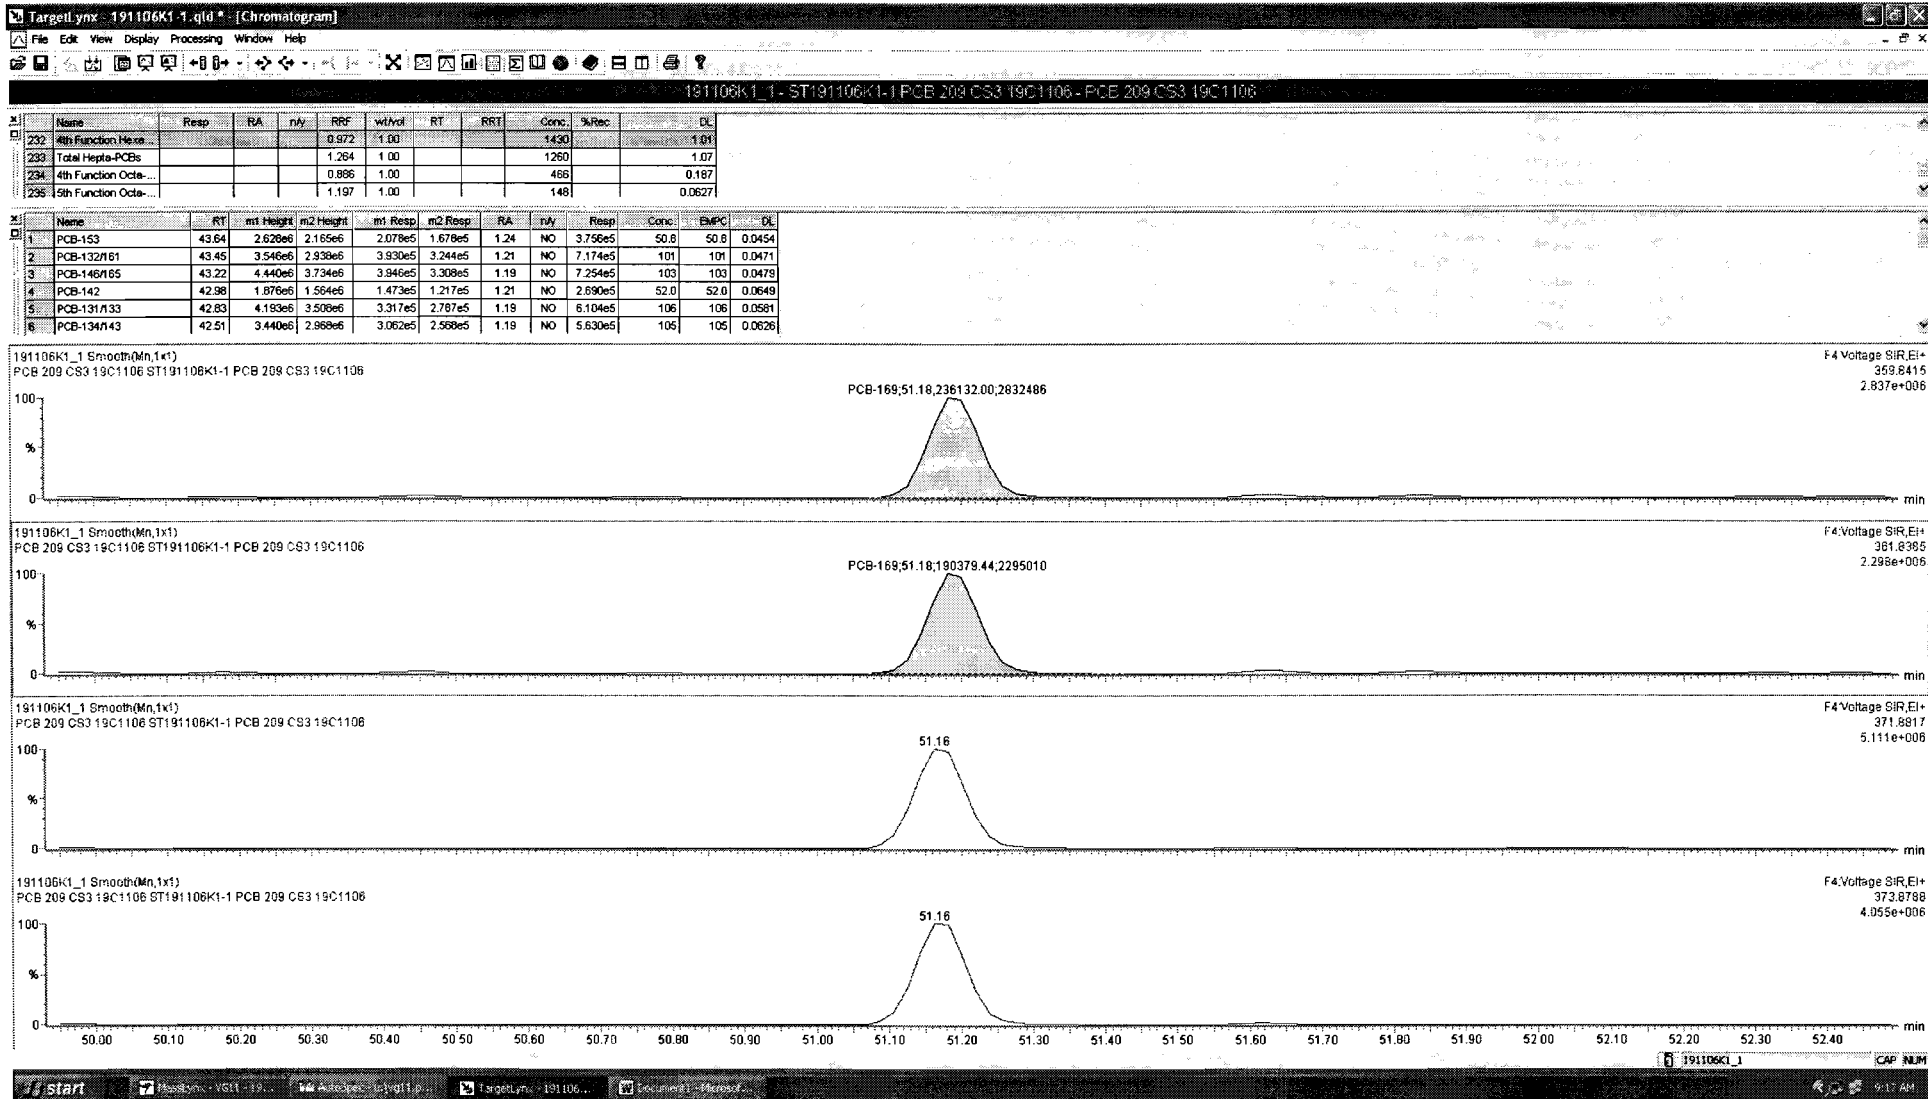 TargetLynx - 191106K1-1.qld * - [Chromatogram]
File Edit View Display Processing Window Help
191106K1_1 - ST191106K1-1 PCB 209 CS3 19C1106 - PCB 209 CS3 19C1106
Name Resp RA n/y RRF wt/vol RT RRT Conc. %Rec DL
232 4th Function Hexa... 0.972 1.00 1430 1.01
233 Total Hepta-PCBs 1.264 1.00 1260 1.07
234 4th Function Octa-... 0.886 1.00 466 0.187
235 5th Function Octa-... 1.197 1.00 148 0.0627
Name RT m1 Height m2 Height m1 Resp m2 Resp RA n/y Resp Conc. EMPC DL
1 PCB-153 43.64 2.626e6 2.165e6 2.078e5 1.678e5 1.24 NO 3.756e5 50.8 50.8 0.0454
2 PCB-132/161 43.45 3.546e6 2.938e6 3.930e5 3.244e5 1.21 NO 7.174e5 101 101 0.0471
3 PCB-146/165 43.22 4.440e6 3.734e6 3.946e5 3.308e5 1.19 NO 7.254e5 103 103 0.0479
4 PCB-142 42.98 1.876e6 1.564e6 1.473e5 1.217e5 1.21 NO 2.690e5 52.0 52.0 0.0649
5 PCB-131/133 42.83 4.193e6 3.508e6 3.317e5 2.787e5 1.19 NO 6.104e5 106 106 0.0581
6 PCB-134/143 42.51 3.440e6 2.968e6 3.062e5 2.568e5 1.19 NO 5.630e5 105 105 0.0626
191106K1_1 Smooth(Mn,1x1)
PCB 209 CS3 19C1106 ST191106K1-1 PCB 209 CS3 19C1106
F4:Voltage SIR,EI+
359.8415
2.837e+006
PCB-169;51.18;236132.00;2832486
100
%
0
min
191106K1_1 Smooth(Mn,1x1)
PCB 209 CS3 19C1106 ST191106K1-1 PCB 209 CS3 19C1106
F4:Voltage SIR,EI+
361.8385
2.298e+006
PCB-169;51.18;190379.44;2295010
100
%
0
min
191106K1_1 Smooth(Mn,1x1)
PCB 209 CS3 19C1106 ST191106K1-1 PCB 209 CS3 19C1106
F4:Voltage SIR,EI+
371.8817
5.111e+006
51.16
100
%
0
min
191106K1_1 Smooth(Mn,1x1)
PCB 209 CS3 19C1106 ST191106K1-1 PCB 209 CS3 19C1106
F4:Voltage SIR,EI+
373.8788
4.055e+006
51.16
100
%
0
min
50.00 50.10 50.20 50.30 50.40 50.50 50.60 50.70 50.80 50.90 51.00 51.10 51.20 51.30 51.40 51.50 51.60 51.70 51.80 51.90 52.00 52.10 52.20 52.30 52.40
191106K1_1 CAP NUM
start MassLynx - VG11 - 19... TargetLynx - 191106... Document1 - Microsof... 9:17 AM